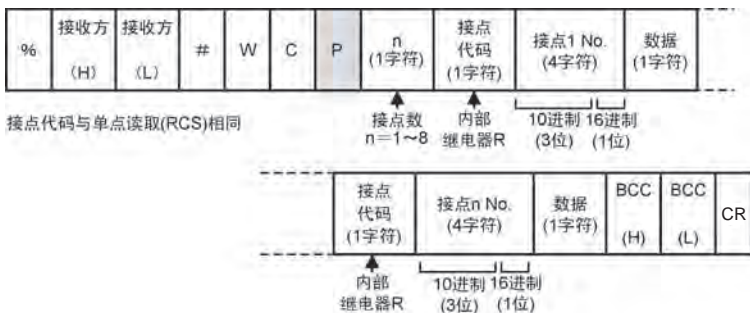 %
接收方
(H)
接收方
(L)
#
W
C
P
n
(1字符)
接点
代码
(1字符)
接点1 No.
(4字符)
数据
(1字符)
接点代码与单点读取(RCS)相同
接点数
n=1～8
内部
继电器R
10进制
(3位)
16进制
(1位)
接点
代码
(1字符)
接点n No.
(4字符)
数据
(1字符)
BCC
(H)
BCC
(L)
CR
内部
继电器R
10进制
(3位)
16进制
(1位)